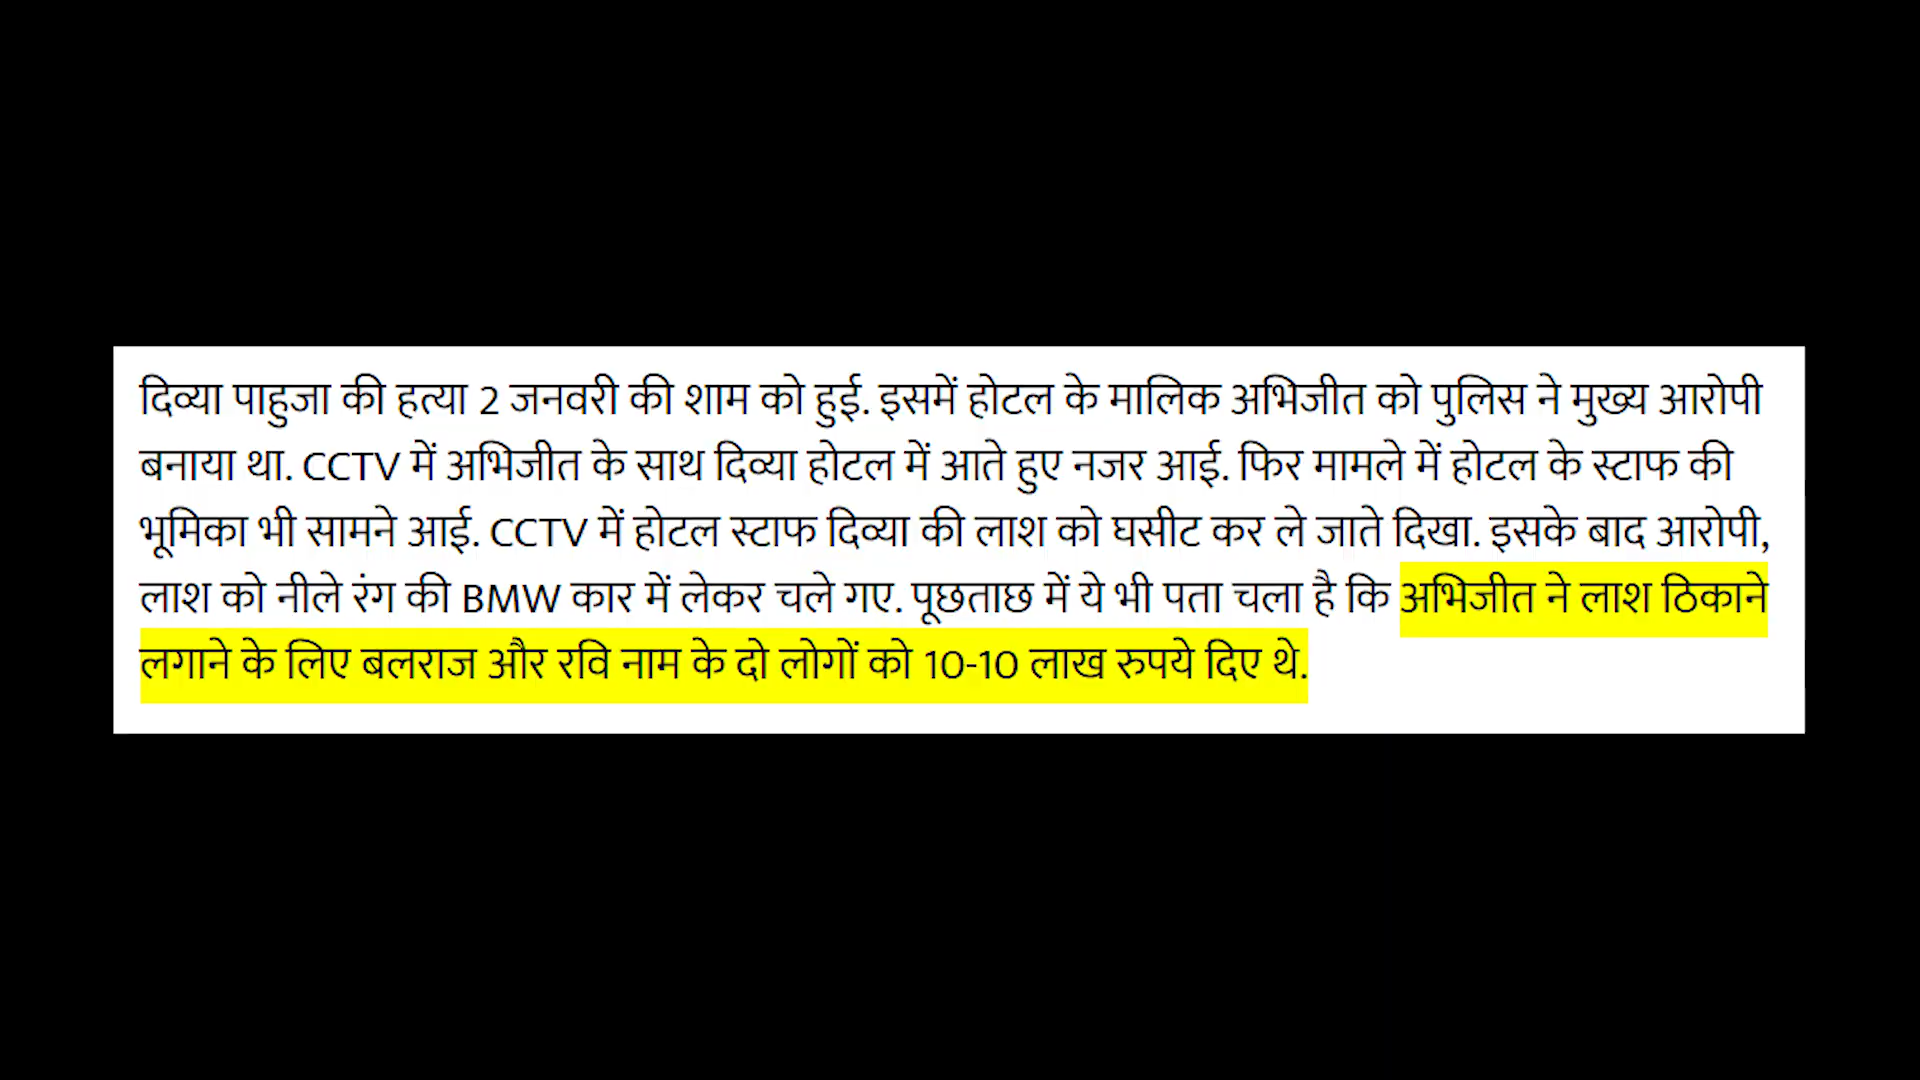 दिव्या पाहुजा की हत्या 2 जनवरी की शाम को हुई. इसमें होटल के मालिक अभिजीत को पुलिस ने मुख्य आरोपी
बनाया था. CCTV में अभिजीत के साथ दिव्या होटल में आते हुए नजर आई. फिर मामले में होटल के स्टाफ की
भूमिका भी सामने आई. CCTV में होटल स्टाफ दिव्या की लाश को घसीट कर ले जाते दिखा. इसके बाद आरोपी,
लाश को नीले रंग की BMW कार में लेकर चले गए. पूछताछ में ये भी पता चला है कि अभिजीत ने लाश ठिकाने
लगाने के लिए बलराज और रवि नाम के दो लोगों को 10-10 लाख रुपये दिए थे.